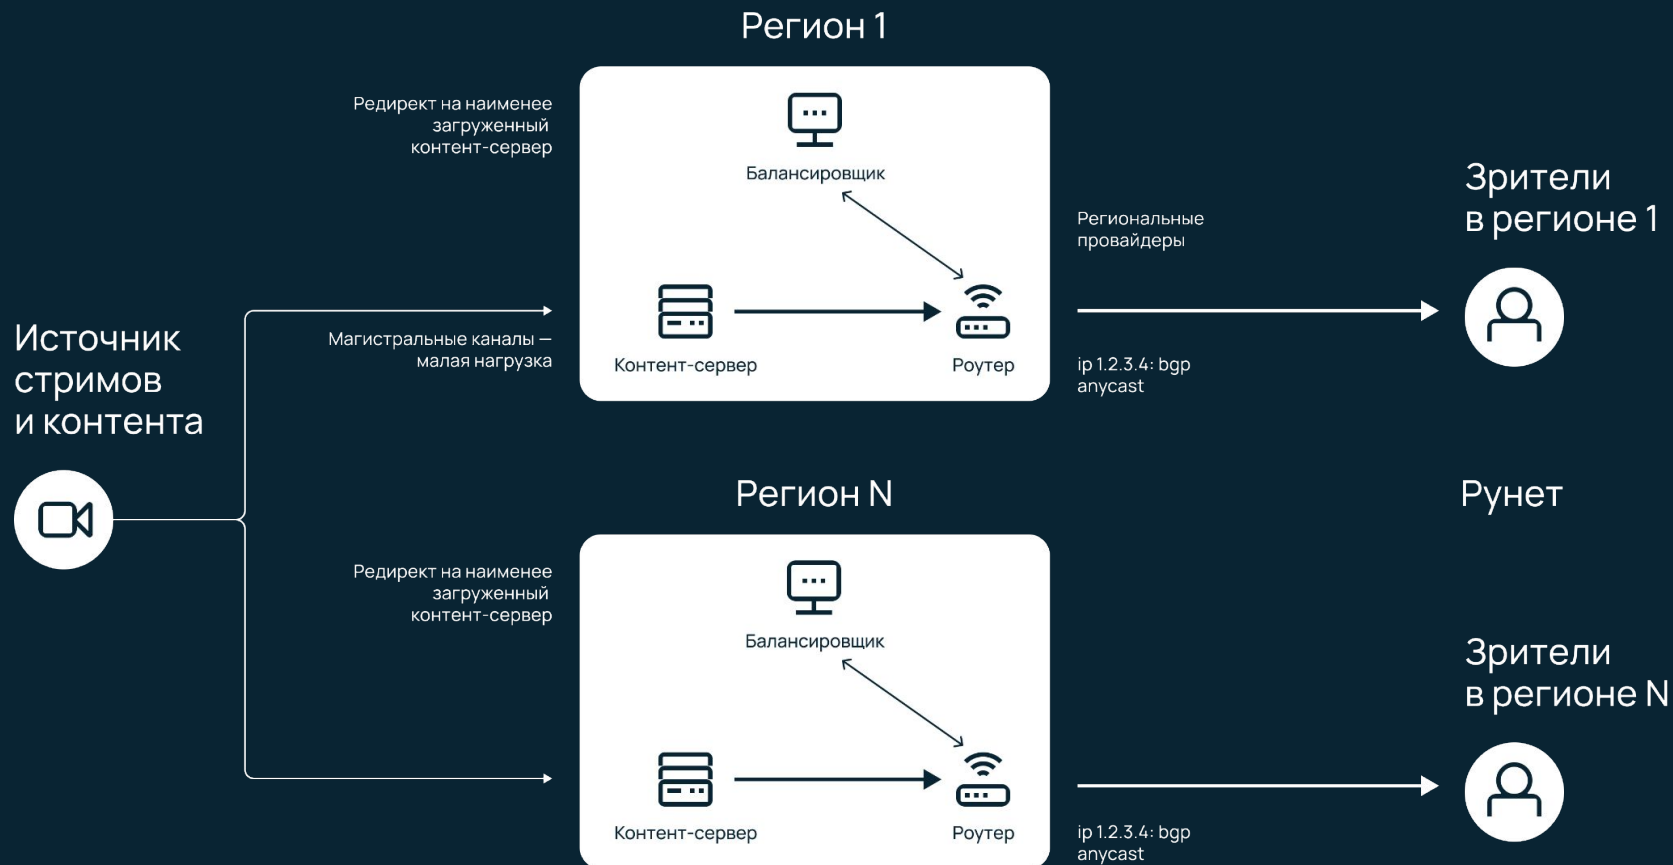 Регион 1
Редирект на наименее
загруженный
контент-сервер
Балансировщик
Зрители
в регионе 1
Региональные
провайдеры
Источник
стримов
и контента
Магистральные каналы —
малая нагрузка
Контент-сервер
Роутер
ip 1.2.3.4: bgp
anycast
Регион N
Рунет
Редирект на наименее
загруженный
контент-сервер
Балансировщик
Зрители
в регионе N
Контент-сервер
Роутер
ip 1.2.3.4: bgp
anycast